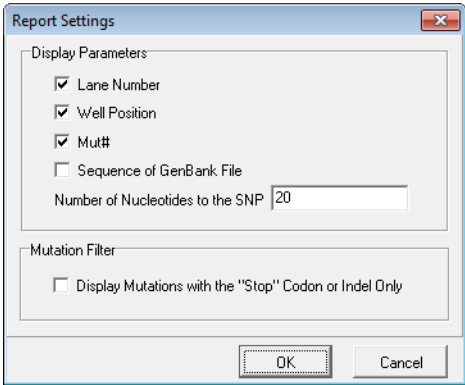 Report Settings
Display Parameters
Lane Number
Well Position
Mut#
Sequence of GenBank File
Number of Nucleotides to the SNP 20
Mutation Filter
Display Mutations with the "Stop" Codon or Indel Only
OK Cancel